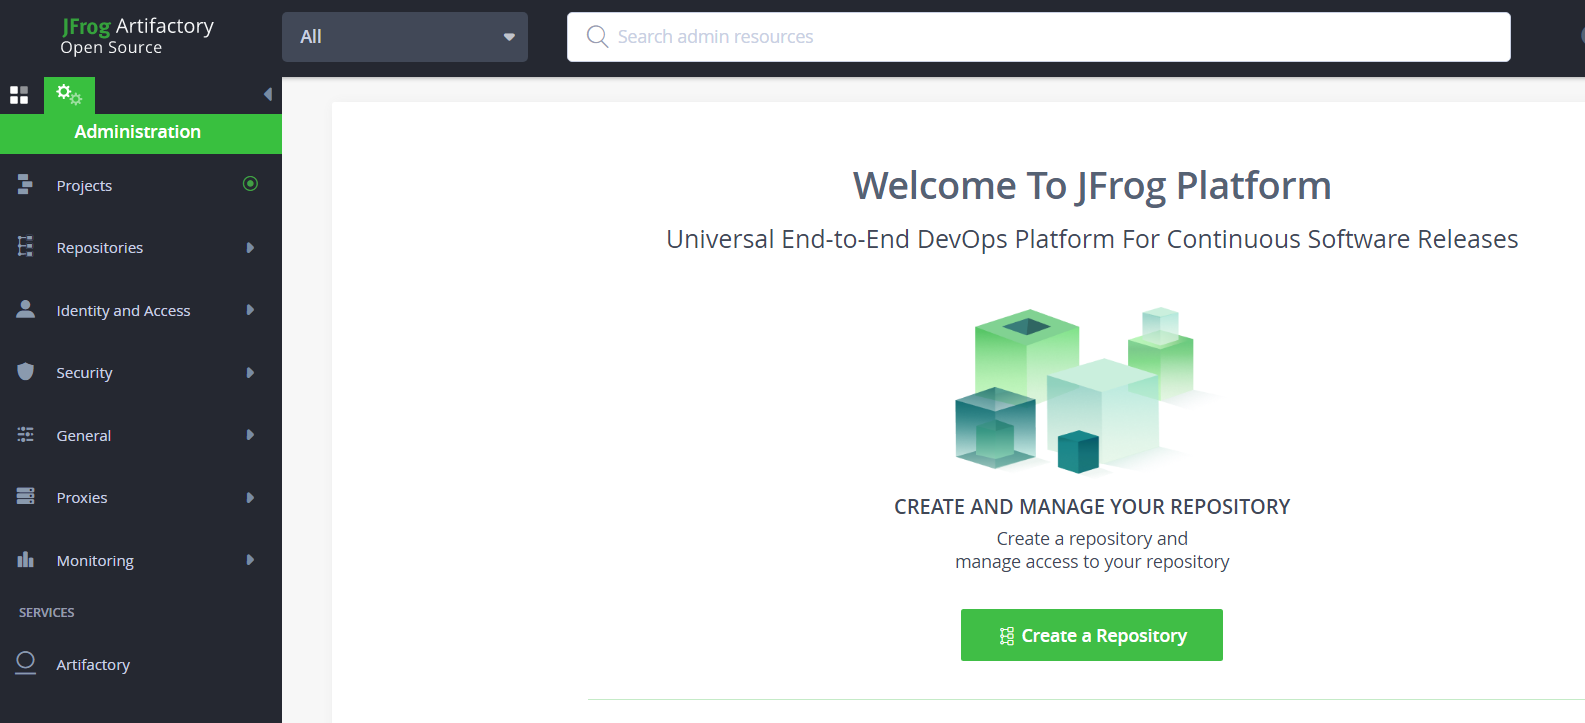 JFrog Artifactory
Open Source
All
Search admin resources
Administration
Projects
Repositories
Identity and Access
Security
General
Proxies
Monitoring
SERVICES
Artifactory
Welcome To JFrog Platform
Universal End-to-End DevOps Platform For Continuous Software Releases
CREATE AND MANAGE YOUR REPOSITORY
Create a repository and
manage access to your repository
Create a Repository